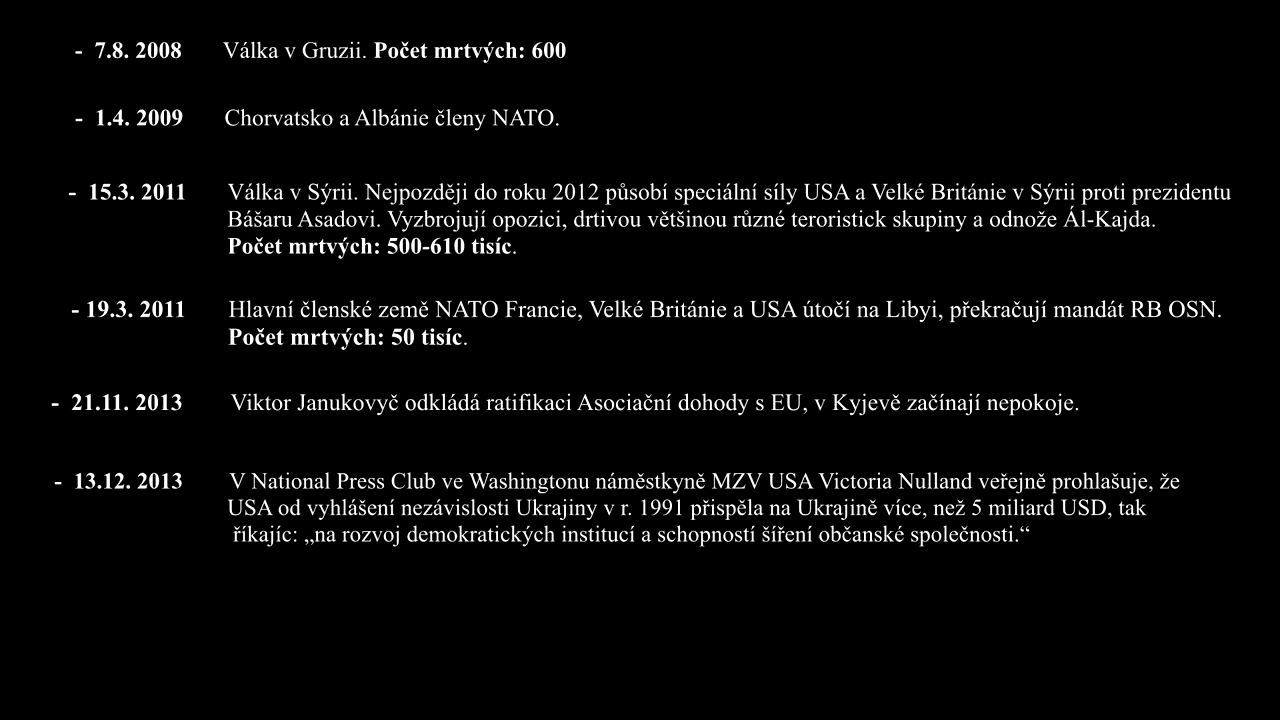 - 7.8. 2008 Válka v Gruzii. Počet mrtvých: 600
- 1.4. 2009 Chorvatsko a Albánie členy NATO.
- 15.3. 2011 Válka v Sýrii. Nejpozději do roku 2012 působí speciální síly USA a Velké Británie v Sýrii proti prezidentu
Bášaru Asadovi. Vyzbrojují opozici, drtivou většinou různé teroristick skupiny a odnože Ál-Kajda.
Počet mrtvých: 500-610 tisíc.
- 19.3. 2011 Hlavní členské země NATO Francie, Velké Británie a USA útočí na Libyi, překračují mandát RB OSN.
Počet mrtvých: 50 tisíc.
- 21.11. 2013 Viktor Janukovyč odkládá ratifikaci Asociační dohody s EU, v Kyjevě začínají nepokoje.
- 13.12. 2013 V National Press Club ve Washingtonu náměstkyně MZV USA Victoria Nulland veřejně prohlašuje, že
USA od vyhlášení nezávislosti Ukrajiny v r. 1991 přispěla na Ukrajině více, než 5 miliard USD, tak
říkajíc: „na rozvoj demokratických institucí a schopností šíření občanské společnosti.“